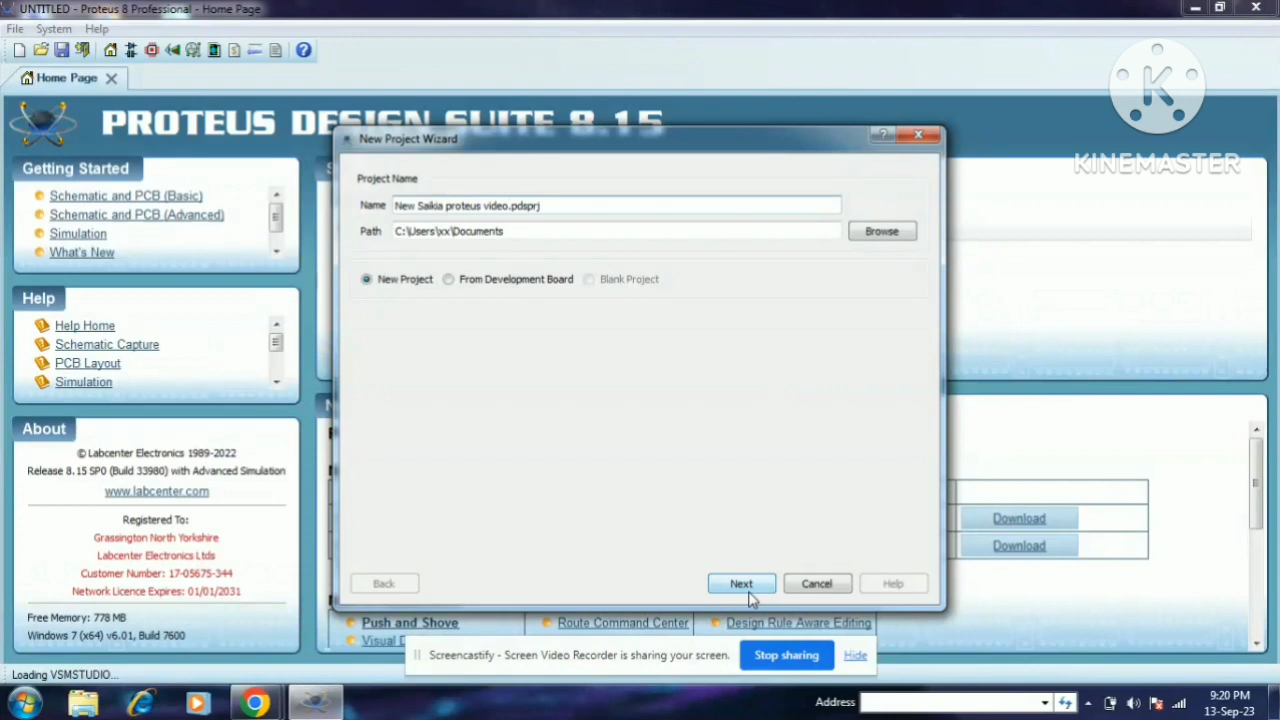 UNTITLED - Proteus 8 Professional - Home Page
File System Help
Home Page
PROTEUS DESIGN SUITE 8.15
K
KINEMASTER
Getting Started
Schematic and PCB (Basic)
Schematic and PCB (Advanced)
Simulation
What's New
Help
Help Home
Schematic Capture
PCB Layout
Simulation
About
© Labcenter Electronics 1989-2022
Release 8.15 SP0 (Build 33980) with Advanced Simulation
www.labcenter.com
Registered To:
Grassington North Yorkshire
Labcenter Electronics Ltds
Customer Number: 17-05675-344
Network Licence Expires: 01/01/2031
Free Memory: 778 MB
Windows 7 (x64) v6.01, Build 7600
New Project Wizard
Project Name
Name New Saikia proteus video.pdsprj
Path C:\Users\xx\Documents Browse
New Project From Development Board Blank Project
Back Next Cancel Help
Download
Download
Push and Shove Route Command Center Design Rule Aware Editing
Visual
Screencastify - Screen Video Recorder is sharing your screen. Stop sharing Hide
Loading VSMSTUDIO...
Address
9:20 PM
13-Sep-23